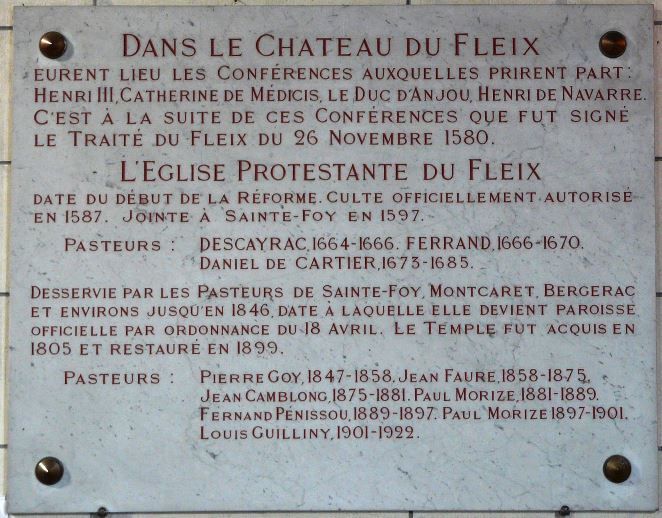 DANS LE CHATEAU DU FLEIX
EURENT LIEU LES CONFÉRENCES AUXQUELLES PRIRENT PART:
HENRI III, CATHERINE DE MÉDICIS, LE DUC D'ANJOU, HENRI DE NAVARRE.
C'EST À LA SUITE DE CES CONFÉRENCES QUE FUT SIGNÉ
LE TRAITÉ DU FLEIX DU 26 NOVEMBRE 1580.
L'EGLISE PROTESTANTE DU FLEIX
DATE DU DÉBUT DE LA RÉFORME. CULTE OFFICIELLEMENT AUTORISÉ
EN 1587. JOINTE À SAINTE-FOY EN 1597.
PASTEURS : DESCAYRAC, 1664-1666. FERRAND, 1666-1670.
DANIEL DE CARTIER, 1673-1685.
DESSERVIE PAR LES PASTEURS DE SAINTE-FOY, MONTCARET, BERGERAC
ET ENVIRONS JUSQU'EN 1846, DATE À LAQUELLE ELLE DEVIENT PAROISSE
OFFICIELLE PAR ORDONNANCE DU 18 AVRIL. LE TEMPLE FUT ACQUIS EN
1805 ET RESTAURÉ EN 1899.
PASTEURS : PIERRE GOY, 1847-1858. JEAN FAURE, 1858-1875.
JEAN CAMBLONG, 1875-1881. PAUL MORIZE, 1881-1889.
FERNAND PÉNISSOU, 1889-1897. PAUL MORIZE 1897-1901.
LOUIS GUILLINY, 1901-1922.